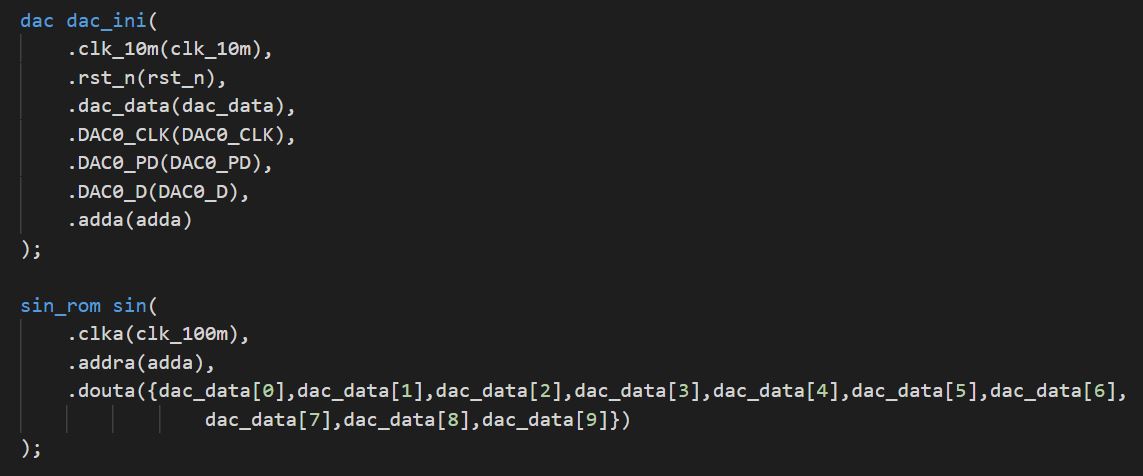 dac dac_ini(
    .clk_10m(clk_10m),
    .rst_n(rst_n),
    .dac_data(dac_data),
    .DAC0_CLK(DAC0_CLK),
    .DAC0_PD(DAC0_PD),
    .DAC0_D(DAC0_D),
    .adda(adda)
);
sin_rom sin(
    .clka(clk_100m),
    .addra(adda),
    .douta({dac_data[0],dac_data[1],dac_data[2],dac_data[3],dac_data[4],dac_data[5],dac_data[6],
                dac_data[7],dac_data[8],dac_data[9]})
);